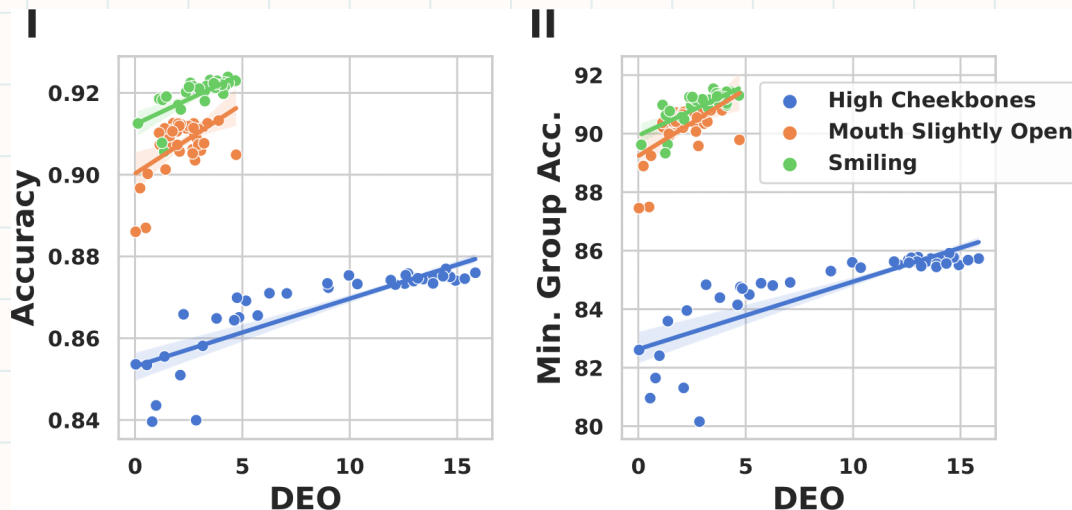 I
II
Accuracy
0.92
0.90
0.88
0.86
0.84
0
5
10
15
DEO
Min. Group Acc.
92
90
88
86
84
82
80
0
5
10
15
DEO
High Cheekbones
Mouth Slightly Open
Smiling